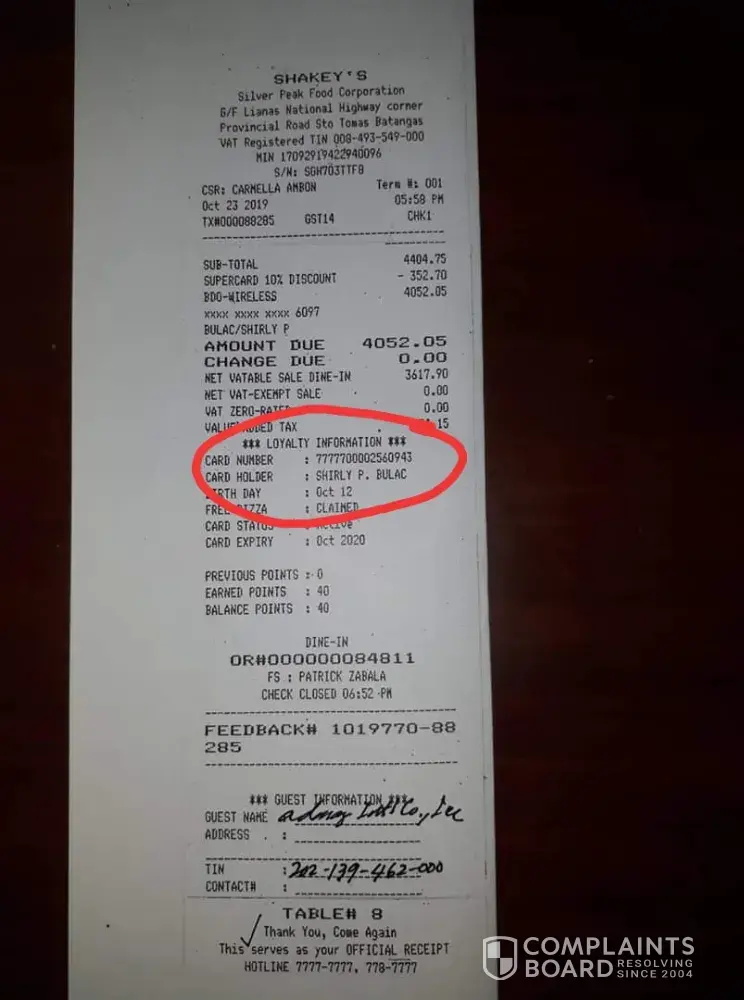 SHAKEY'S
Silver Peak Food Corporation
G/F Lianas National Highway corner
Provincial Road Sto Tomas Batangas
VAT Registered TIN 008-493-549-000
MIN 17092919422940096
S/N: SGH703TTF8
CSR: CARMELLA AMBON Term #: 001
Oct 23 2019 05:58 PM
TX#000088285 GST14 CHK1
SUB-TOTAL 4404.75
SUPERCARD 10% DISCOUNT - 352.70
BDO-WIRELESS 4052.05
xxxx xxxx xxxx 6097
BULAC/SHIRLY P
AMOUNT DUE 4052.05
CHANGE DUE 0.00
NET VATABLE SALE DINE-IN 3617.90
NET VAT-EXEMPT SALE 0.00
VAT ZERO-RATED 0.00
VALUE ADDED TAX .15
*** LOYALTY INFORMATION ***
CARD NUMBER : 7777700002560943
CARD HOLDER : SHIRLY P. BULAC
BIRTH DAY : Oct 12
FREE PIZZA : CLAIMED
CARD STATUS : Active
CARD EXPIRY : Oct 2020
PREVIOUS POINTS : 0
EARNED POINTS : 40
BALANCE POINTS : 40
DINE-IN
OR#000000084811
FS : PATRICK ZABALA
CHECK CLOSED 06:52 PM
FEEDBACK# 1019770-88
285
*** GUEST INFORMATION ***
GUEST NAME Co., Inc
ADDRESS :
TIN : 202-139-462-000
CONTACT# :
TABLE# 8
Thank You, Come Again
This serves as your OFFICIAL RECEIPT
HOTLINE 7777-7777, 778-7777
COMPLAINTS
BOARD RESOLVING
SINCE 2004